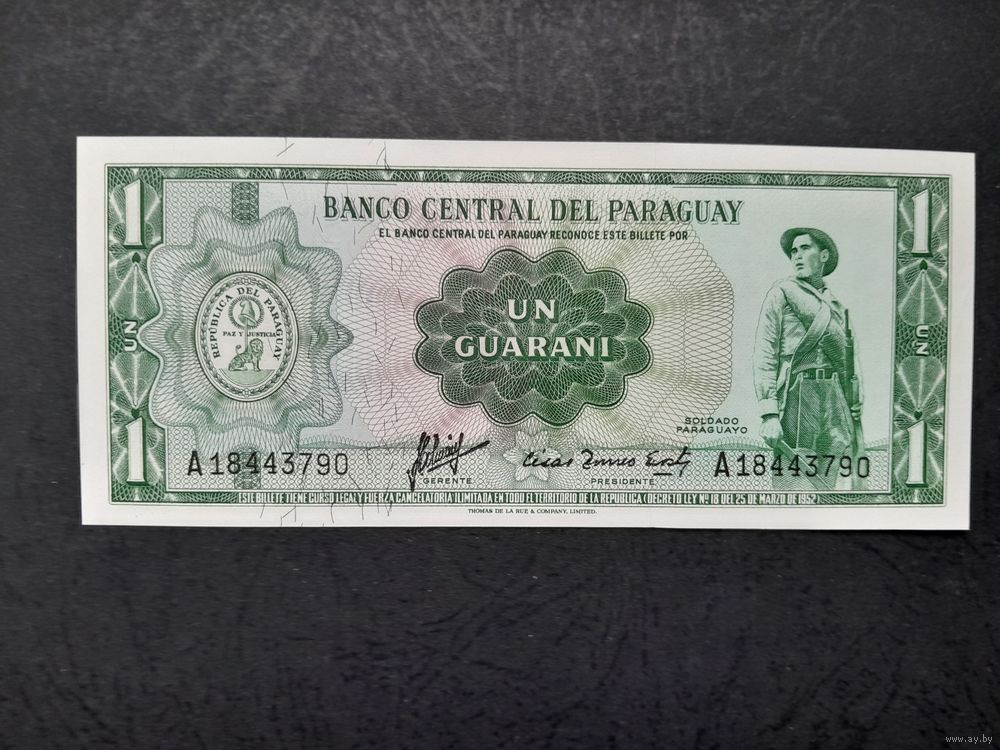 1
1
BANCO CENTRAL DEL PARAGUAY
EL BANCO CENTRAL DEL PARAGUAY RECONOCE ESTE BILLETE POR
REPÚBLICA DEL PARAGUAY
PAZ Y JUSTICIA
UN
GUARANI
UN
UN
SOLDADO
PARAGUAYO
A18443790
GERENTE
PRESIDENTE
A18443790
1
1
ESTE BILLETE TIENE CURSO LEGAL Y FUERZA CANCELATORIA ILIMITADA EN TODO EL TERRITORIO DE LA REPUBLICA (DECRETO LEY Nº 18 DEL 25 DE MARZO DE 1952)
THOMAS DE LA RUE & COMPANY, LIMITED.
www.ay.by